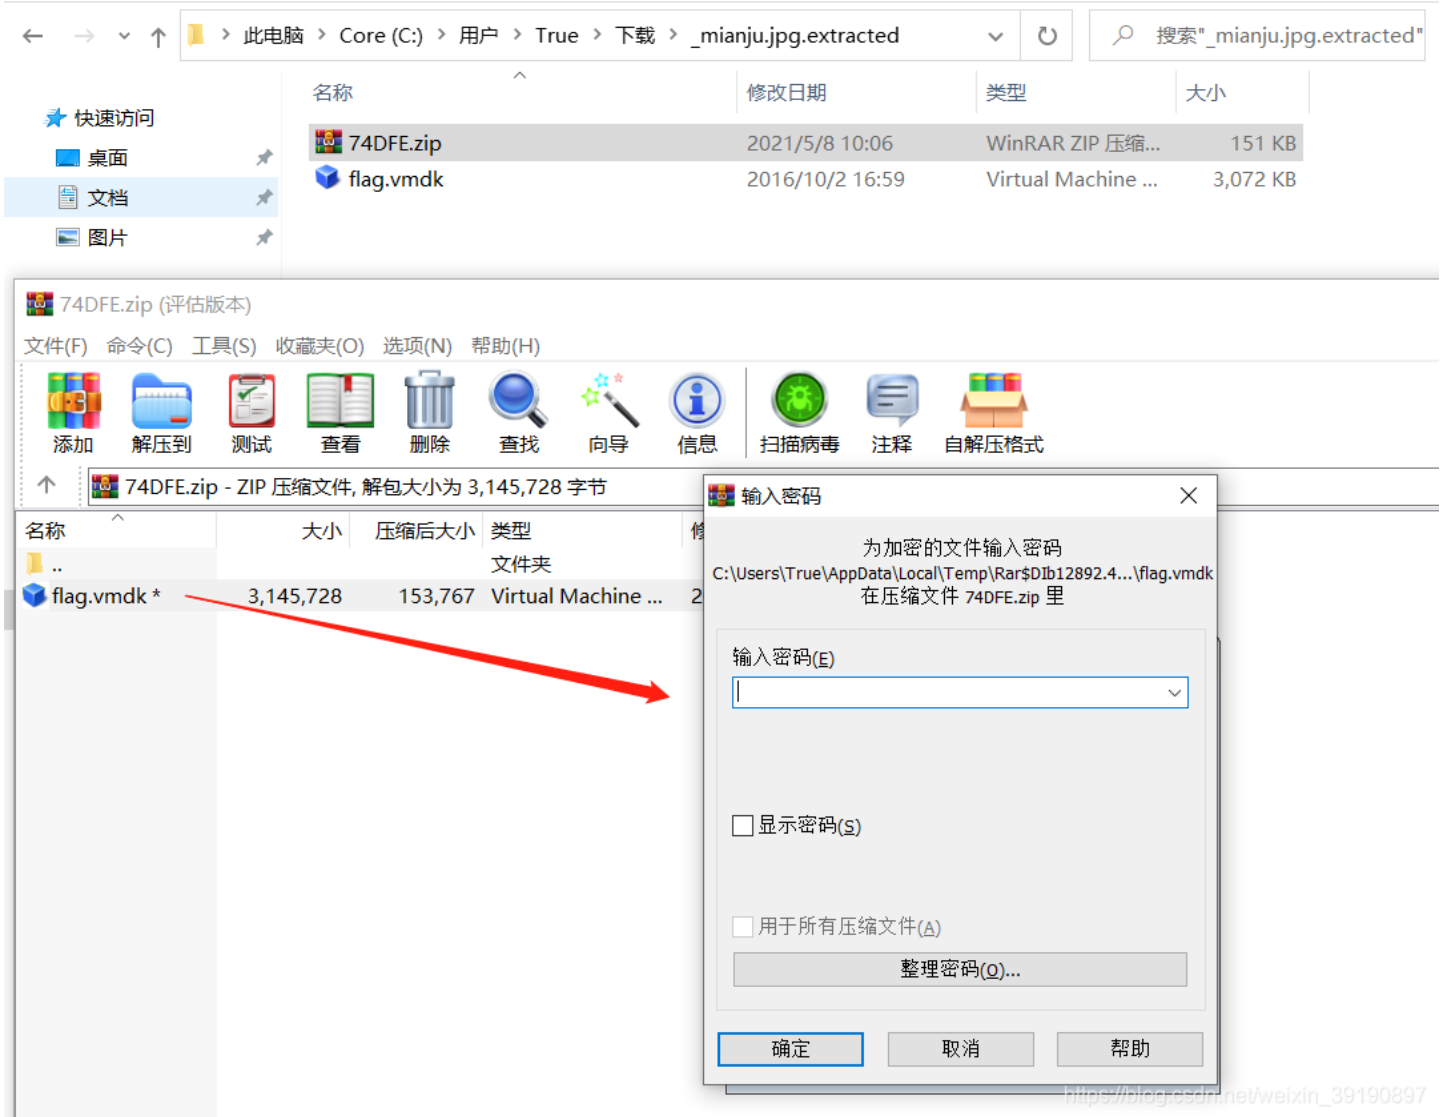 此电脑 > Core (C:) > 用户 > True > 下载 > _mianju.jpg.extracted
搜索"_mianju.jpg.extracted"
名称 修改日期 类型 大小
快速访问
桌面
文档
图片
74DFE.zip 2021/5/8 10:06 WinRAR ZIP 压缩... 151 KB
flag.vmdk 2016/10/2 16:59 Virtual Machine ... 3,072 KB
74DFE.zip (评估版本)
文件(F) 命令(C) 工具(S) 收藏夹(O) 选项(N) 帮助(H)
添加 解压到 测试 查看 删除 查找 向导 信息 扫描病毒 注释 自解压格式
74DFE.zip - ZIP 压缩文件, 解包大小为 3,145,728 字节
名称 大小 压缩后大小 类型
.. 文件夹
flag.vmdk * 3,145,728 153,767 Virtual Machine ... 2
输入密码
为加密的文件输入密码
C:\Users\True\AppData\Local\Temp\Rar$DIb12892.4...\flag.vmdk
在压缩文件 74DFE.zip 里
输入密码(E)
显示密码(S)
用于所有压缩文件(A)
整理密码(O)...
确定 取消 帮助
https://blog.csdn.net/weixin_39190897